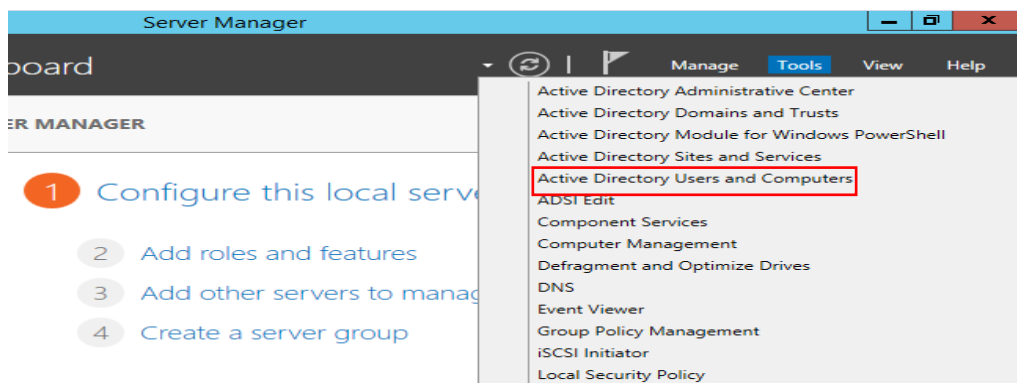 Server Manager
board
Manage Tools View Help
ER MANAGER
1 Configure this local serve
2 Add roles and features
3 Add other servers to manag
4 Create a server group
Active Directory Administrative Center
Active Directory Domains and Trusts
Active Directory Module for Windows PowerShell
Active Directory Sites and Services
Active Directory Users and Computers
ADSI Edit
Component Services
Computer Management
Defragment and Optimize Drives
DNS
Event Viewer
Group Policy Management
iSCSI Initiator
Local Security Policy